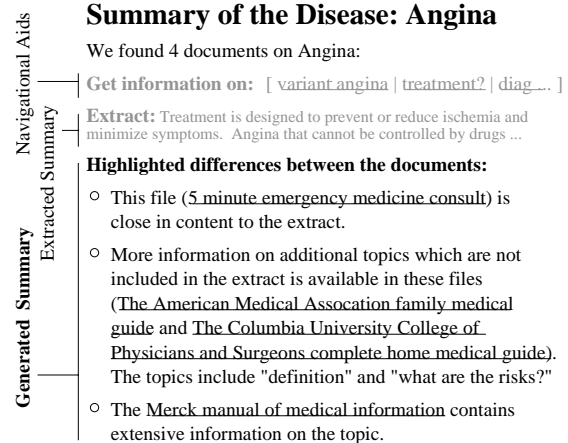 Summary of the Disease: Angina
We found 4 documents on Angina:
Navigational Aids
Get information on: [ variant angina | treatment? | diag ... ]
Extracted Summary
Extract: Treatment is designed to prevent or reduce ischemia and
minimize symptoms. Angina that cannot be controlled by drugs ...
Generated Summary
Highlighted differences between the documents:
This file (5 minute emergency medicine consult) is
close in content to the extract.
More information on additional topics which are not
included in the extract is available in these files
(The American Medical Assocation family medical
guide and The Columbia University College of
Physicians and Surgeons complete home medical guide).
The topics include "definition" and "what are the risks?"
The Merck manual of medical information contains
extensive information on the topic.